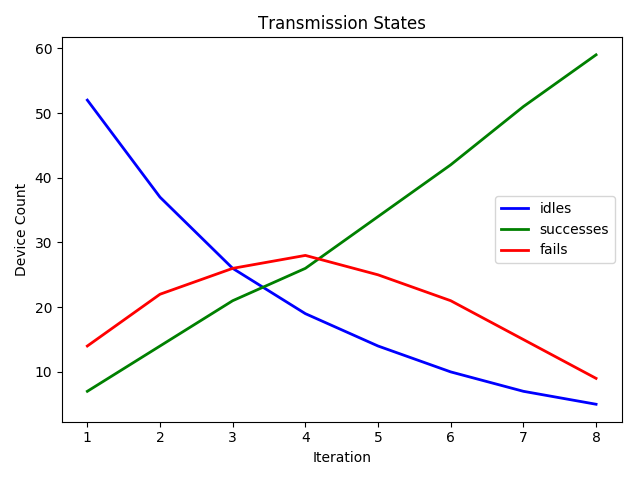 Transmission States
60
50
40
30
20
10
Device Count
idles
successes
fails
1 2 3 4 5 6 7 8
Iteration